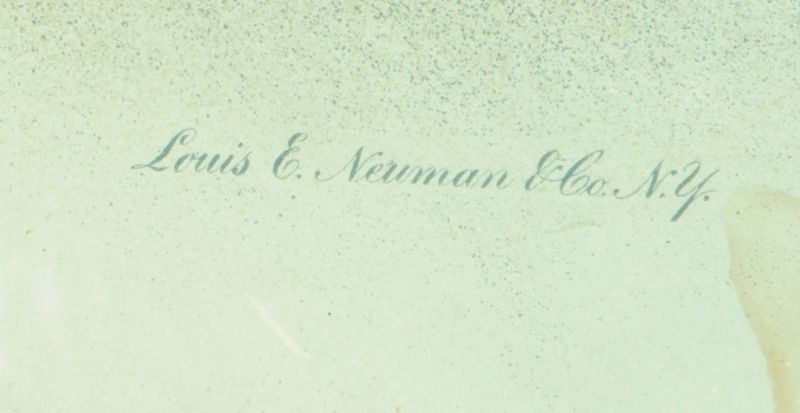 Louis E. Neuman & Co. N.Y.